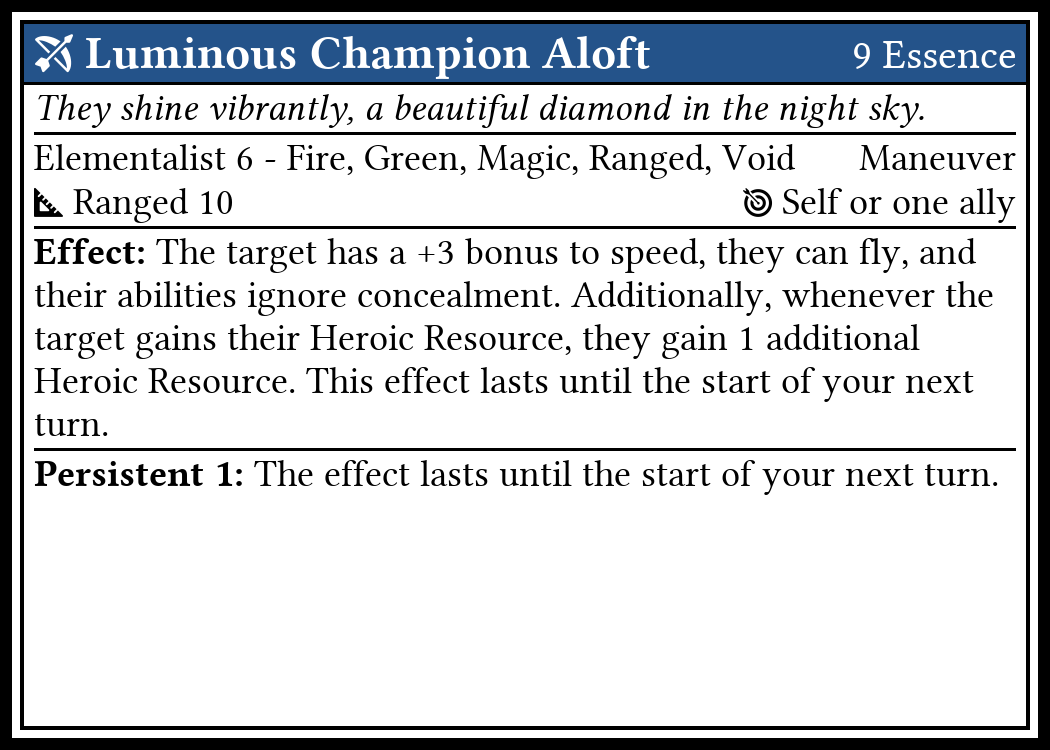 Luminous Champion Aloft 9 Essence
They shine vibrantly, a beautiful diamond in the night sky.
Elementalist 6 - Fire, Green, Magic, Ranged, Void Maneuver
Ranged 10 Self or one ally
Effect: The target has a +3 bonus to speed, they can fly, and
their abilities ignore concealment. Additionally, whenever the
target gains their Heroic Resource, they gain 1 additional
Heroic Resource. This effect lasts until the start of your next
turn.
Persistent 1: The effect lasts until the start of your next turn.